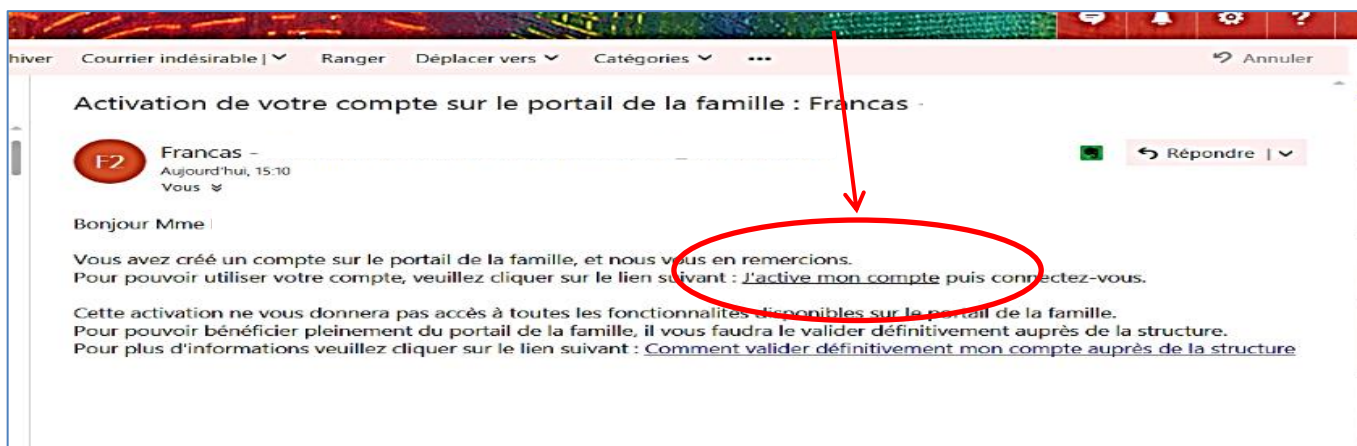 hiver Courrier indésirable | Ranger Déplacer vers Catégories ••• Annuler
Activation de votre compte sur le portail de la famille : Francas -
F2
Francas -
Aujourd'hui, 15:10
Vous
Répondre |
Bonjour Mme
Vous avez créé un compte sur le portail de la famille, et nous vous en remercions.
Pour pouvoir utiliser votre compte, veuillez cliquer sur le lien suivant : J'active mon compte puis connectez-vous.
Cette activation ne vous donnera pas accès à toutes les fonctionnalités disponibles sur le portail de la famille.
Pour pouvoir bénéficier pleinement du portail de la famille, il vous faudra le valider définitivement auprès de la structure.
Pour plus d'informations veuillez cliquer sur le lien suivant : Comment valider définitivement mon compte auprès de la structure